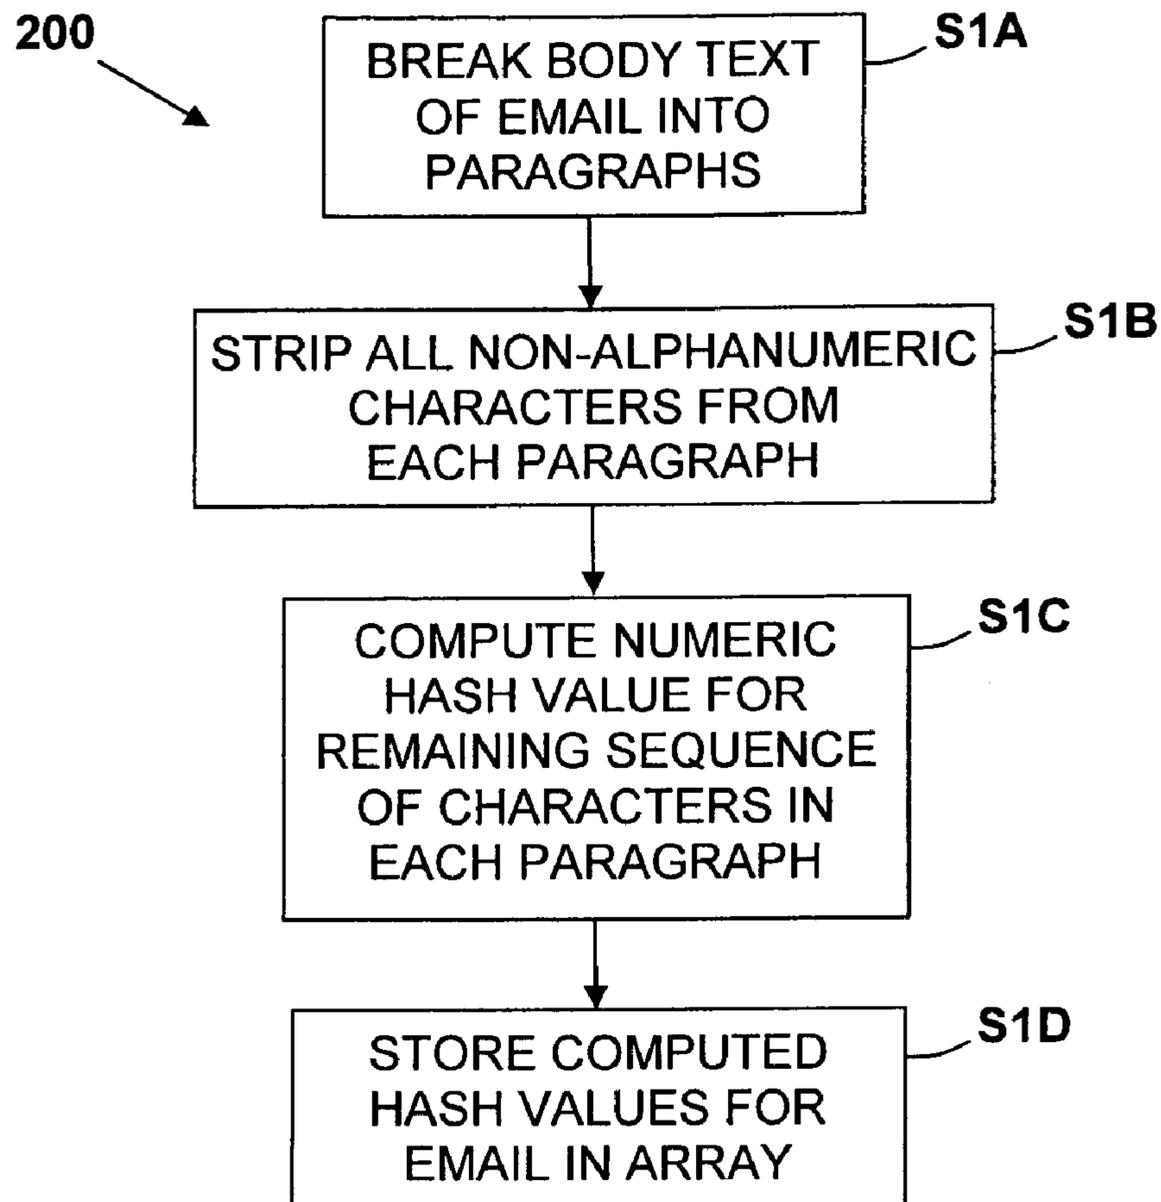 200
S1A
BREAK BODY TEXT
OF EMAIL INTO
PARAGRAPHS
S1B
STRIP ALL NON-ALPHANUMERIC
CHARACTERS FROM
EACH PARAGRAPH
S1C
COMPUTE NUMERIC
HASH VALUE FOR
REMAINING SEQUENCE
OF CHARACTERS IN
EACH PARAGRAPH
S1D
STORE COMPUTED
HASH VALUES FOR
EMAIL IN ARRAY